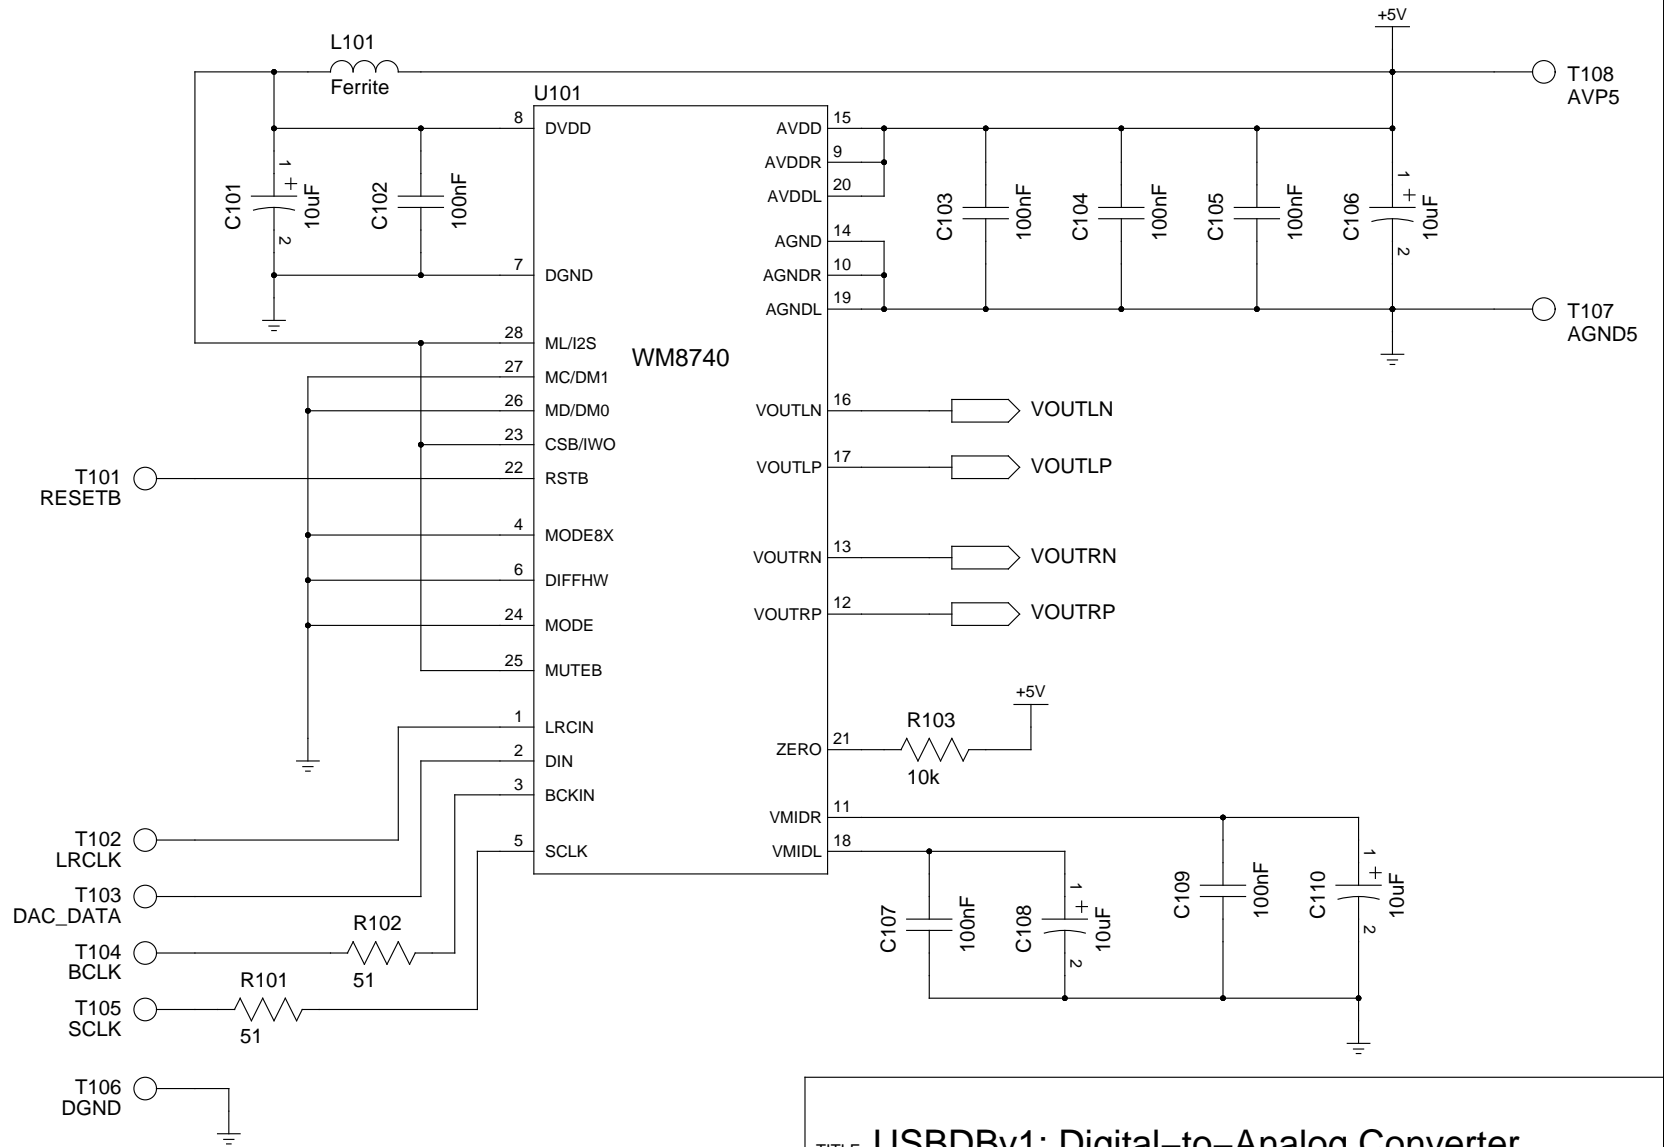 +5V
L101
Ferrite
T108
AVP5
U101
8 DVDD
AVDD 15
AVDDR 9
AVDDL 20
1
+
C101
10uF
2
C102
100nF
C103
100nF
C104
100nF
C105
100nF
1
+
C106
10uF
2
AGND 14
7 DGND
AGNDR 10
AGNDL 19
T107
AGND5
28 ML/I2S
WM8740
27 MC/DM1
26 MD/DM0
VOUTLN 16 VOUTLN
23 CSB/IWO
VOUTLP 17 VOUTLP
T101
RESETB
22 RSTB
4 MODE8X
VOUTRN 13 VOUTRN
6 DIFFHW
VOUTRP 12 VOUTRP
24 MODE
25 MUTEB
+5V
1 LRCIN
R103
ZERO 21
10k
2 DIN
3 BCKIN
VMIDR 11
T102
LRCLK
5 SCLK
VMIDL 18
T103
DAC_DATA
C107
100nF
1
+
C108
10uF
2
C109
100nF
1
+
C110
10uF
2
R102
T104
BCLK
51
R101
T105
SCLK
51
T106
DGND
TITLE USBDBv1: Digital-to-Analog Converter